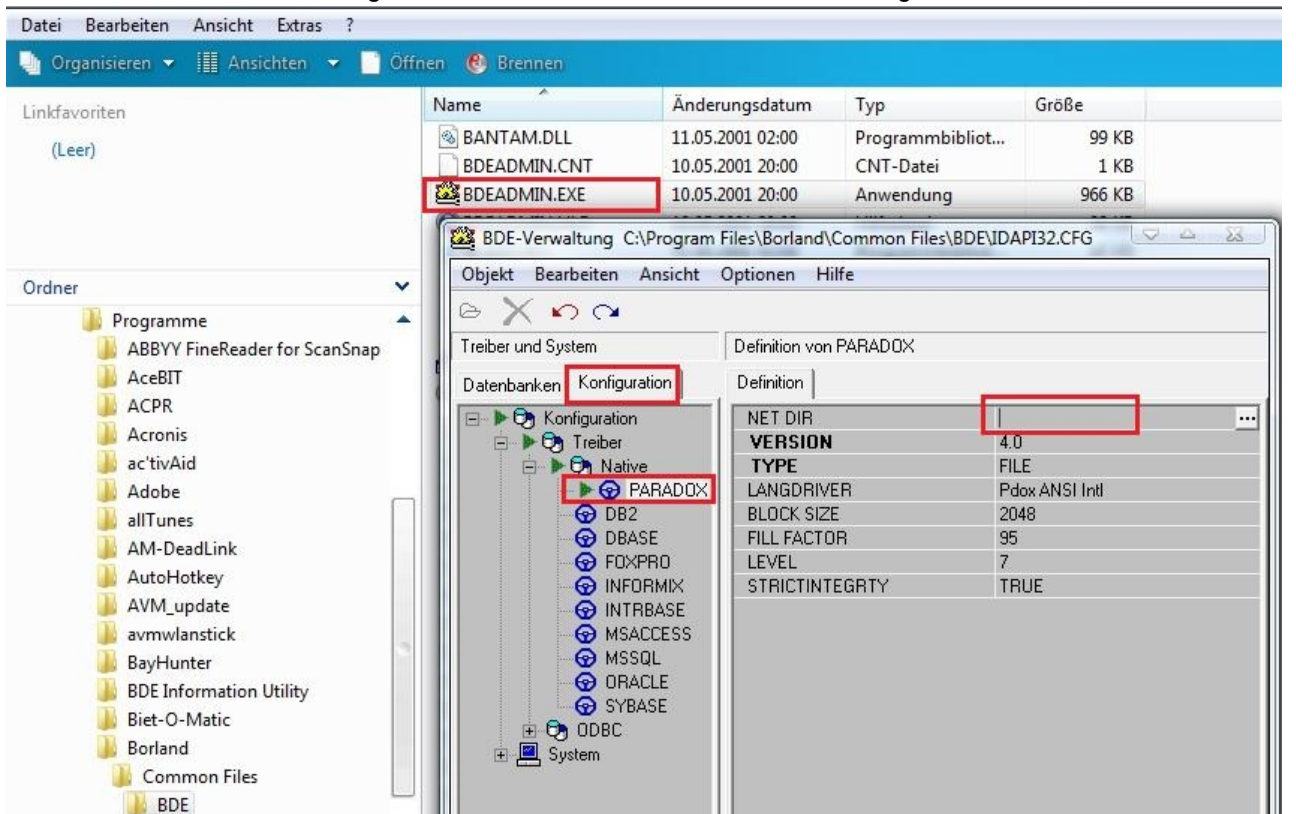 Datei Bearbeiten Ansicht Extras ?
Organisieren Ansichten Öffnen Brennen
Linkfavoriten
(Leer)
Name Änderungsdatum Typ Größe
BANTAM.DLL 11.05.2001 02:00 Programmbibliot... 99 KB
BDEADMIN.CNT 10.05.2001 20:00 CNT-Datei 1 KB
BDEADMIN.EXE 10.05.2001 20:00 Anwendung 966 KB
Ordner
Programme
ABBYY FineReader for ScanSnap
AceBIT
ACPR
Acronis
ac'tivAid
Adobe
allTunes
AM-DeadLink
AutoHotkey
AVM_update
avmwlanstick
BayHunter
BDE Information Utility
Biet-O-Matic
Borland
Common Files
BDE
BDE-Verwaltung C:\Program Files\Borland\Common Files\BDE\IDAPI32.CFG
Objekt Bearbeiten Ansicht Optionen Hilfe
Treiber und System
Definition von PARADOX
Datenbanken Konfiguration
Definition
Konfiguration
Treiber
Native
PARADOX
DB2
DBASE
FOXPRO
INFORMIX
INTRBASE
MSACCESS
MSSQL
ORACLE
SYBASE
ODBC
System
NET DIR ...
VERSION 4.0
TYPE FILE
LANGDRIVER Pdox ANSI Intl
BLOCK SIZE 2048
FILL FACTOR 95
LEVEL 7
STRICTINTEGRTY TRUE